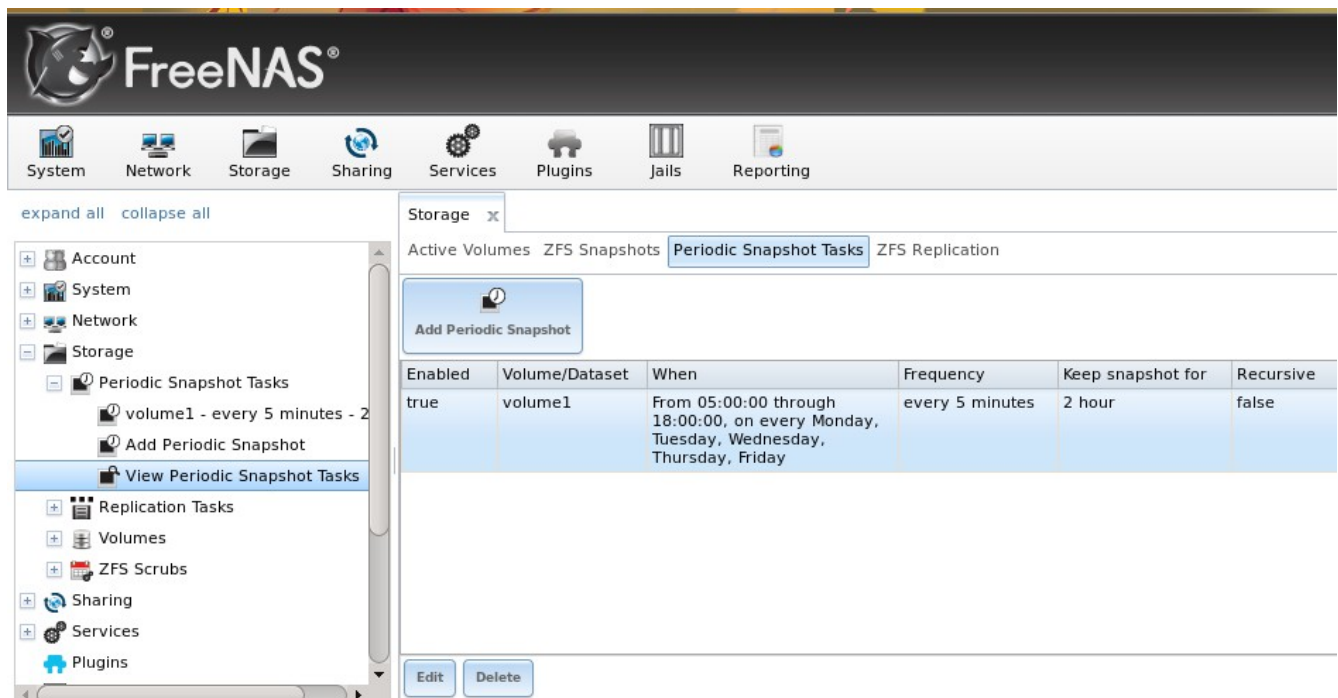 FreeNAS®
System Network Storage Sharing Services Plugins Jails Reporting
expand all collapse all
Account
System
Network
Storage
Periodic Snapshot Tasks
volume1 - every 5 minutes - 2
Add Periodic Snapshot
View Periodic Snapshot Tasks
Replication Tasks
Volumes
ZFS Scrubs
Sharing
Services
Plugins
Storage x
Active Volumes ZFS Snapshots Periodic Snapshot Tasks ZFS Replication
Add Periodic Snapshot
Enabled Volume/Dataset When Frequency Keep snapshot for Recursive
true volume1 From 05:00:00 through every 5 minutes 2 hour false
18:00:00, on every Monday,
Tuesday, Wednesday,
Thursday, Friday
Edit Delete